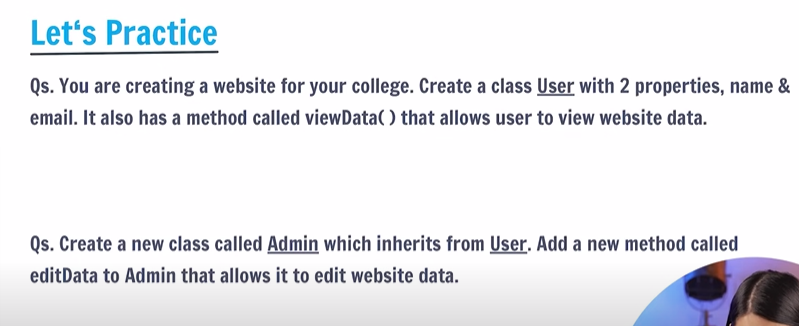 Let's Practice
Qs. You are creating a website for your college. Create a class User with 2 properties, name &
email. It also has a method called viewData( ) that allows user to view website data.
Qs. Create a new class called Admin which inherits from User. Add a new method called
editData to Admin that allows it to edit website data.